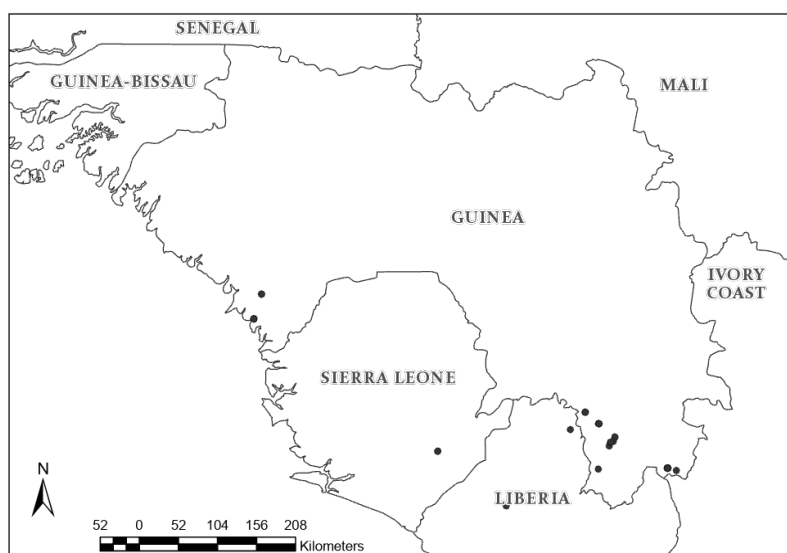 SENEGAL
GUINEA-BISSAU
MALI
GUINEA
IVORY
COAST
SIERRA LEONE
LIBERIA
N
52 0 52 104 156 208
Kilometers